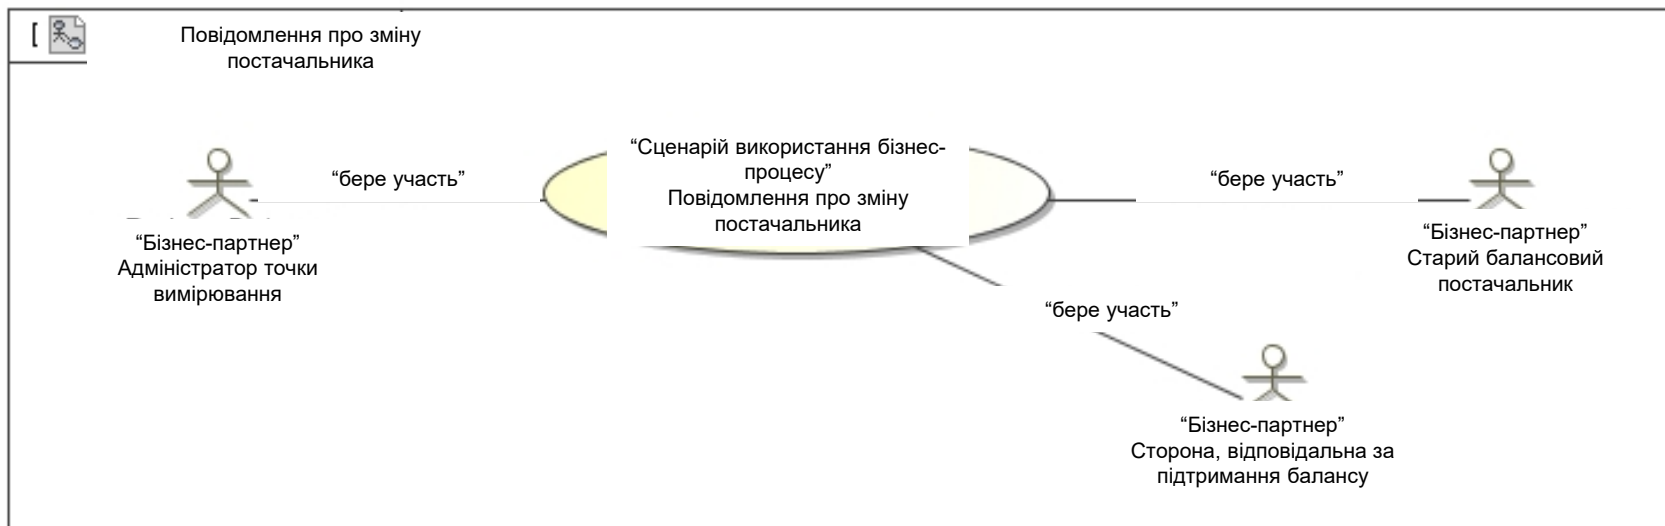 [
Повідомлення про зміну
постачальника
“Сценарій використання бізнес-
процесу”
Повідомлення про зміну
постачальника
“бере участь”
“бере участь”
“Бізнес-партнер”
Адміністратор точки
вимірювання
“Бізнес-партнер”
Старий балансовий
постачальник
“бере участь”
“Бізнес-партнер”
Сторона, відповідальна за
підтримання балансу